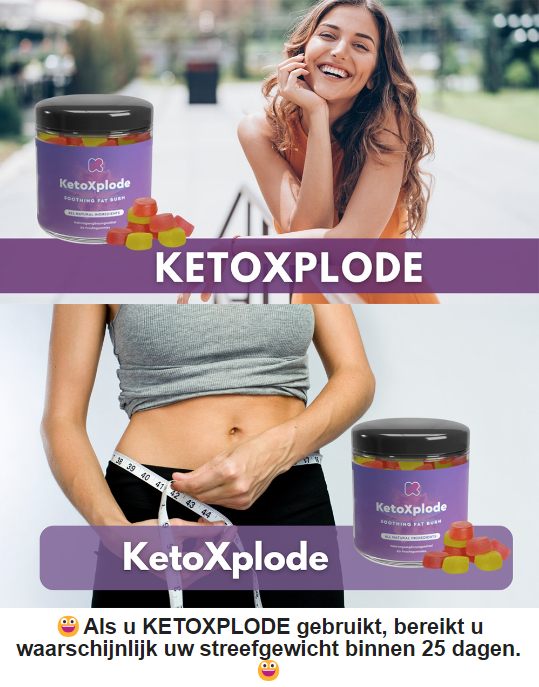 KetoXplode
SOOTHING FAT BURN
ALL NATURAL INGREDIENTS
KETOXPLODE
38 39 40 41 42 43 44
KetoXplode
SOOTHING FAT BURN
ALL NATURAL INGREDIENTS
KetoXplode
😀 Als u KETOXPLODE gebruikt, bereikt u
waarschijnlijk uw streefgewicht binnen 25 dagen.
😀